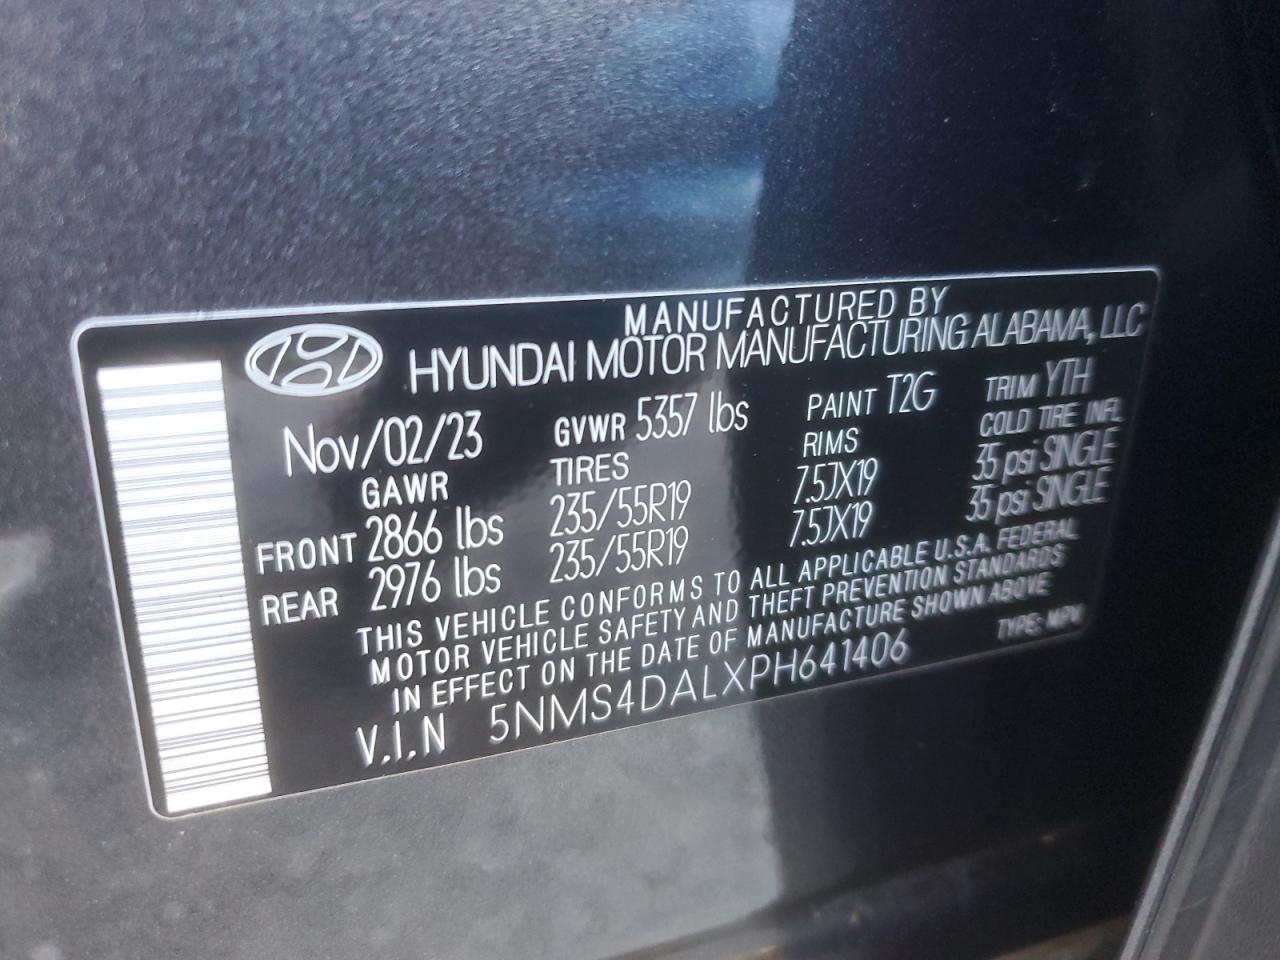 MANUFACTURED BY
HYUNDAI MOTOR MANUFACTURING ALABAMA, LLC
Nov/02/23 GVWR 5357 lbs PAINT T2G TRIM YTH
GAWR TIRES RIMS COLD TIRE INFL
FRONT 2866 lbs 235/55R19 7.5JX19 35 psi SINGLE
REAR 2976 lbs 235/55R19 7.5JX19 35 psi SINGLE
THIS VEHICLE CONFORMS TO ALL APPLICABLE U.S.A. FEDERAL
MOTOR VEHICLE SAFETY AND THEFT PREVENTION STANDARDS
IN EFFECT ON THE DATE OF MANUFACTURE SHOWN ABOVE
V.I.N 5NMS4DALXPH641406 TYPE: MPV